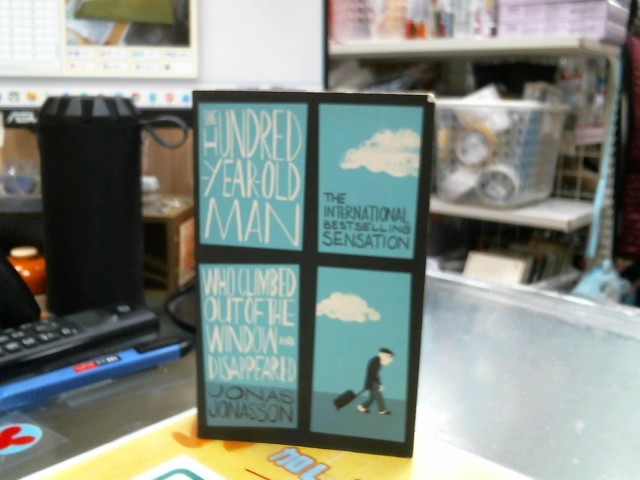 THE
HUNDRED
-YEAR-OLD
MAN
THE
INTERNATIONAL
BESTSELLING
SENSATION
WHO CLIMBED
OUT OF THE
WINDOW AND
DISAPPEARED
JONAS
JONASSON